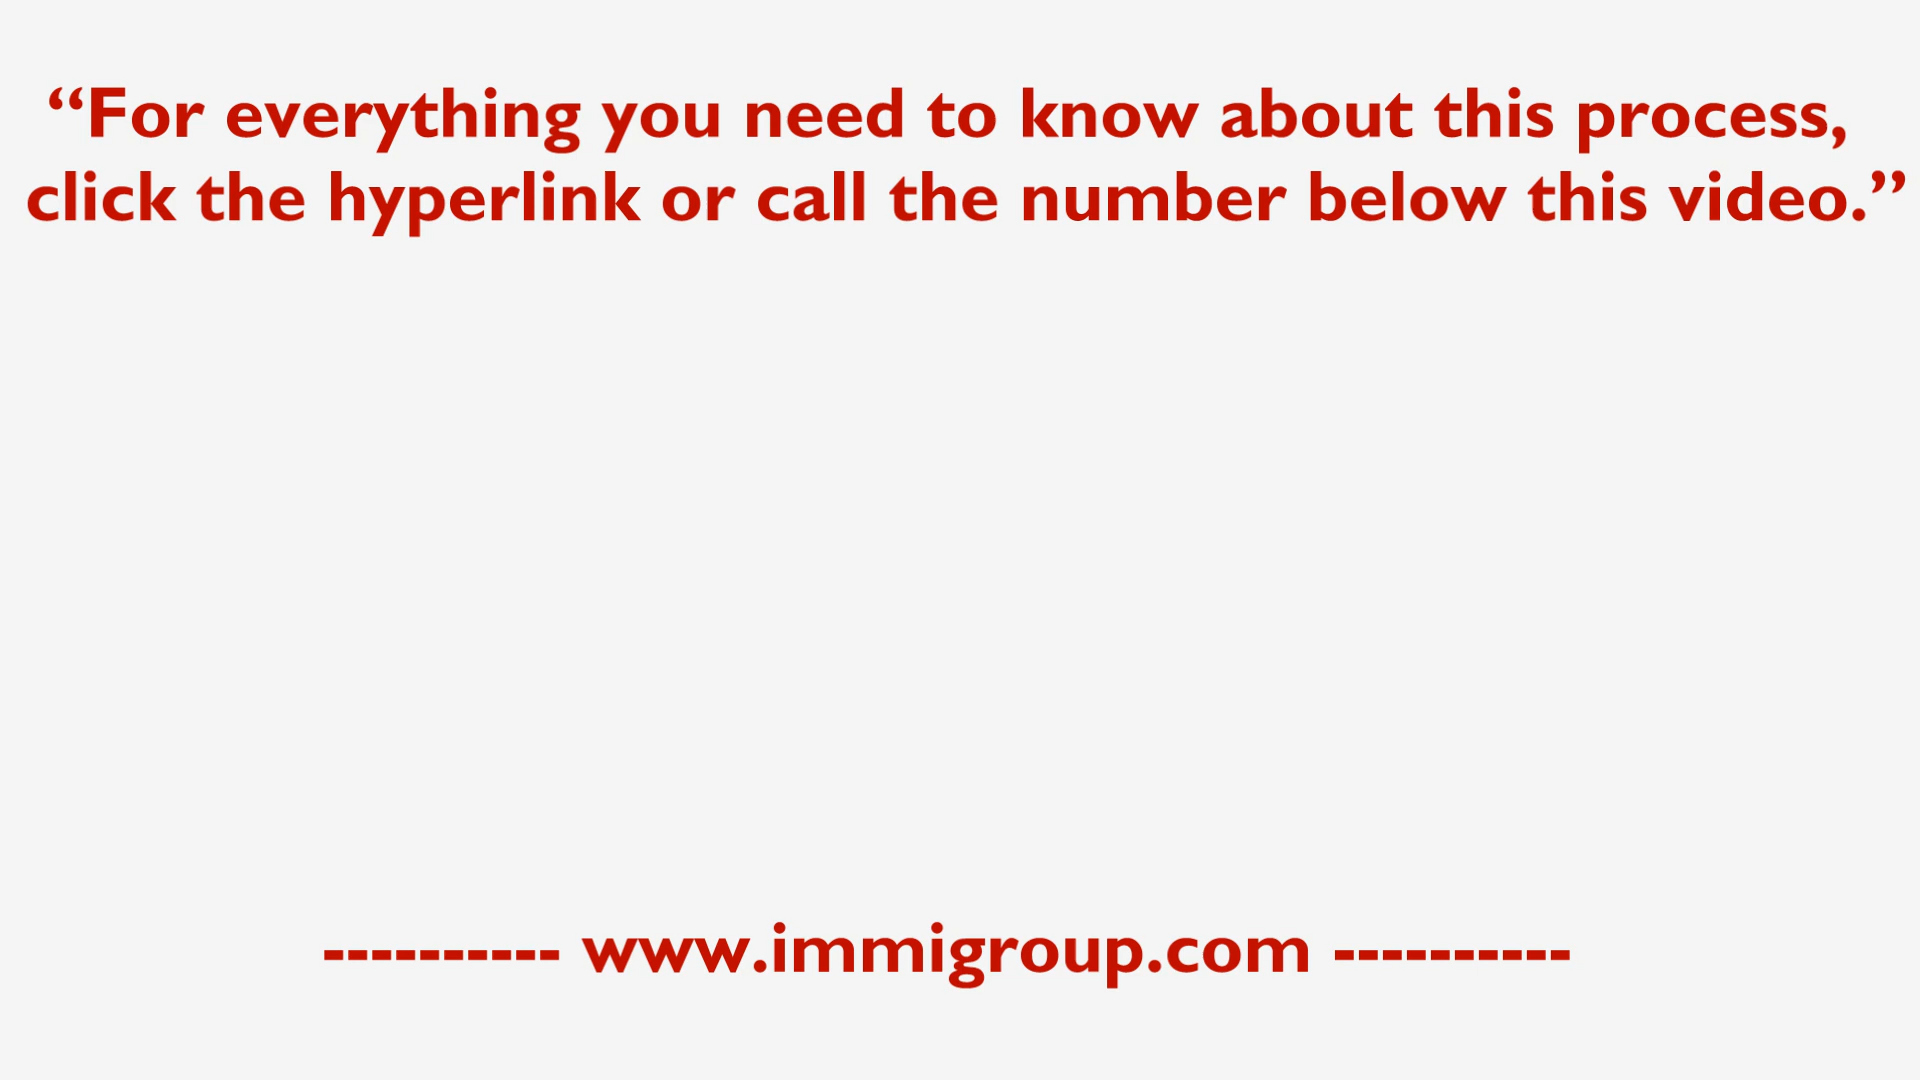 “For everything you need to know about this process,
click the hyperlink or call the number below this video.”
---------- www.immigroup.com ----------